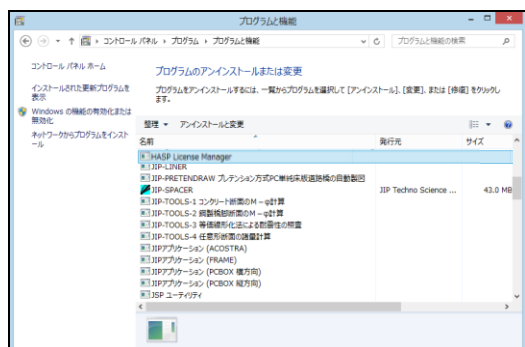 プログラムと機能
コントロール パネル ▸ プログラム ▸ プログラムと機能
プログラムと機能の検索
コントロール パネル ホーム
インストールされた更新プログラムを
表示
Windows の機能の有効化または
無効化
ネットワークからプログラムをインスト
ール
プログラムのアンインストールまたは変更
プログラムをアンインストールするには、一覧からプログラムを選択して [アンイ
ンストール]、[変更]、または [修復] をクリックし
ます。
整理 ▾ アンインストールと変更
名前 発行元 サイズ
HASP License Manager
JIP-LINER
JIP-PRETENDRAW プレテンション方式PC単純床版道路橋の自動製図
JIP-SPACER JIP Techno Science ... 43.0 MB
JIP-TOOLS-1 コンクリート断面のM－φ計算
JIP-TOOLS-2 鋼製橋脚断面のM－φ計算
JIP-TOOLS-3 等価線形化法による耐震性の照査
JIP-TOOLS-4 任意形断面の諸量計算
JIPアプリケーション (ACOSTRA)
JIPアプリケーション (FRAME)
JIPアプリケーション (PCBOX 横方向)
JIPアプリケーション (PCBOX 縦方向)
JSP ユーティリティ